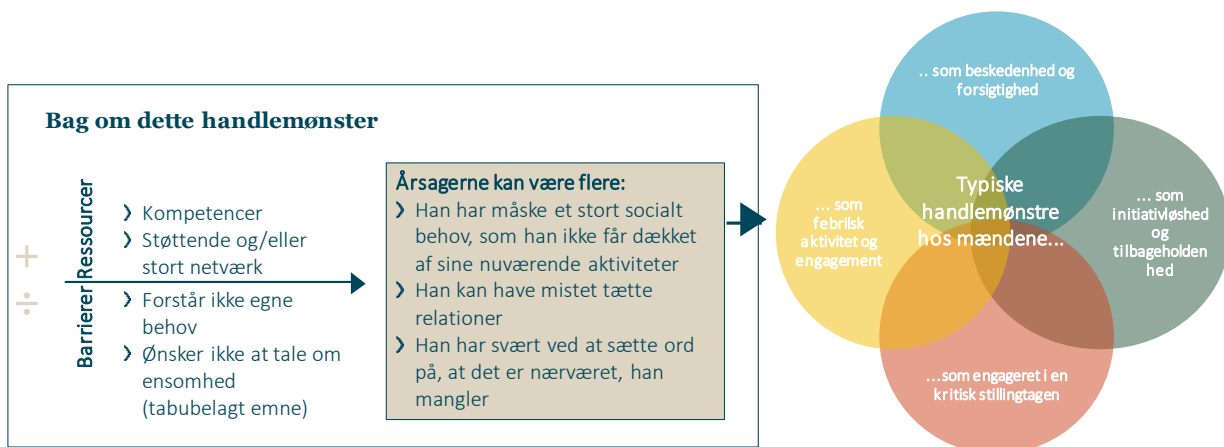 Bag om dette handlemønster
+
÷
Ressourcer
Barrierer
❯ Kompetencer
❯ Støttende og/eller
stort netværk
❯ Forstår ikke egne
behov
❯ Ønsker ikke at tale om
ensomhed
(tabubelagt emne)
Årsagerne kan være flere:
❯ Han har måske et stort socialt
behov, som han ikke får dækket
af sine nuværende aktiviteter
❯ Han kan have mistet tætte
relationer
❯ Han har svært ved at sætte ord
på, at det er nærværet, han
mangler
.. som beskedenhed og
forsigtighed
... som
febrilsk
aktivitet og
engagement
Typiske
handlemønstre
hos mændene...
... som
initiativløshed
og
tilbageholden
hed
...som engageret i en
kritisk stillingtagen